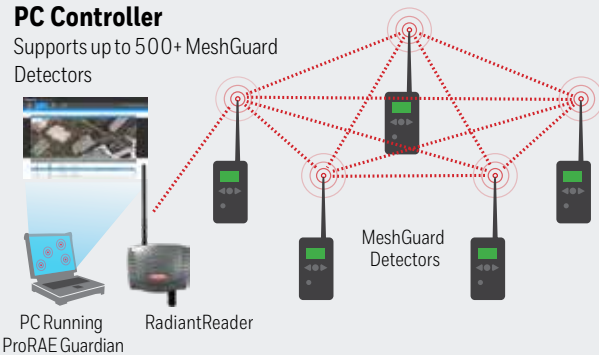 PC Controller
Supports up to 500+ MeshGuard
Detectors
MeshGuard
Detectors
PC Running
ProRAE Guardian
RadiantReader